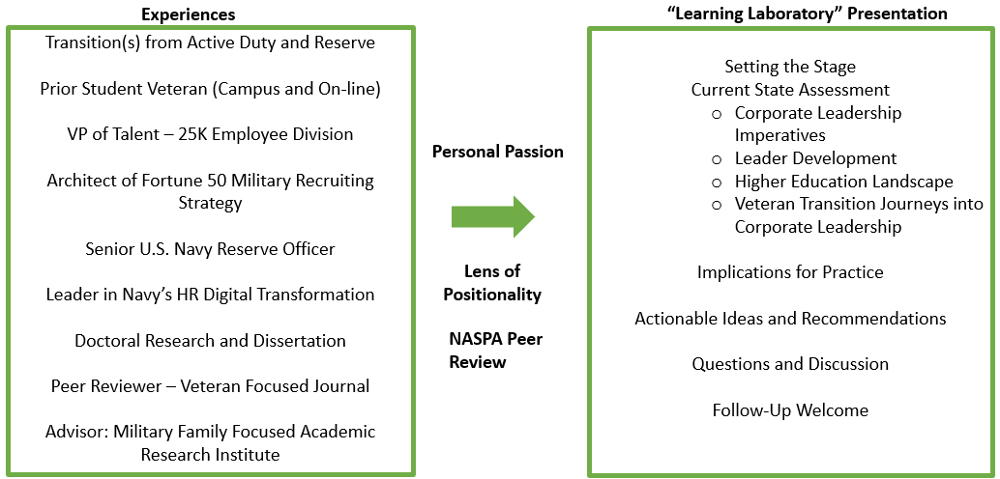 Experiences
Transition(s) from Active Duty and Reserve
Prior Student Veteran (Campus and On-line)
VP of Talent – 25K Employee Division
Architect of Fortune 50 Military Recruiting
Strategy
Senior U.S. Navy Reserve Officer
Leader in Navy’s HR Digital Transformation
Doctoral Research and Dissertation
Peer Reviewer – Veteran Focused Journal
Advisor: Military Family Focused Academic
Research Institute
Personal Passion
Lens of
Positionality
NASPA Peer
Review
“Learning Laboratory” Presentation
Setting the Stage
Current State Assessment
o Corporate Leadership
Imperatives
o Leader Development
o Higher Education Landscape
o Veteran Transition Journeys into
Corporate Leadership
Implications for Practice
Actionable Ideas and Recommendations
Questions and Discussion
Follow-Up Welcome